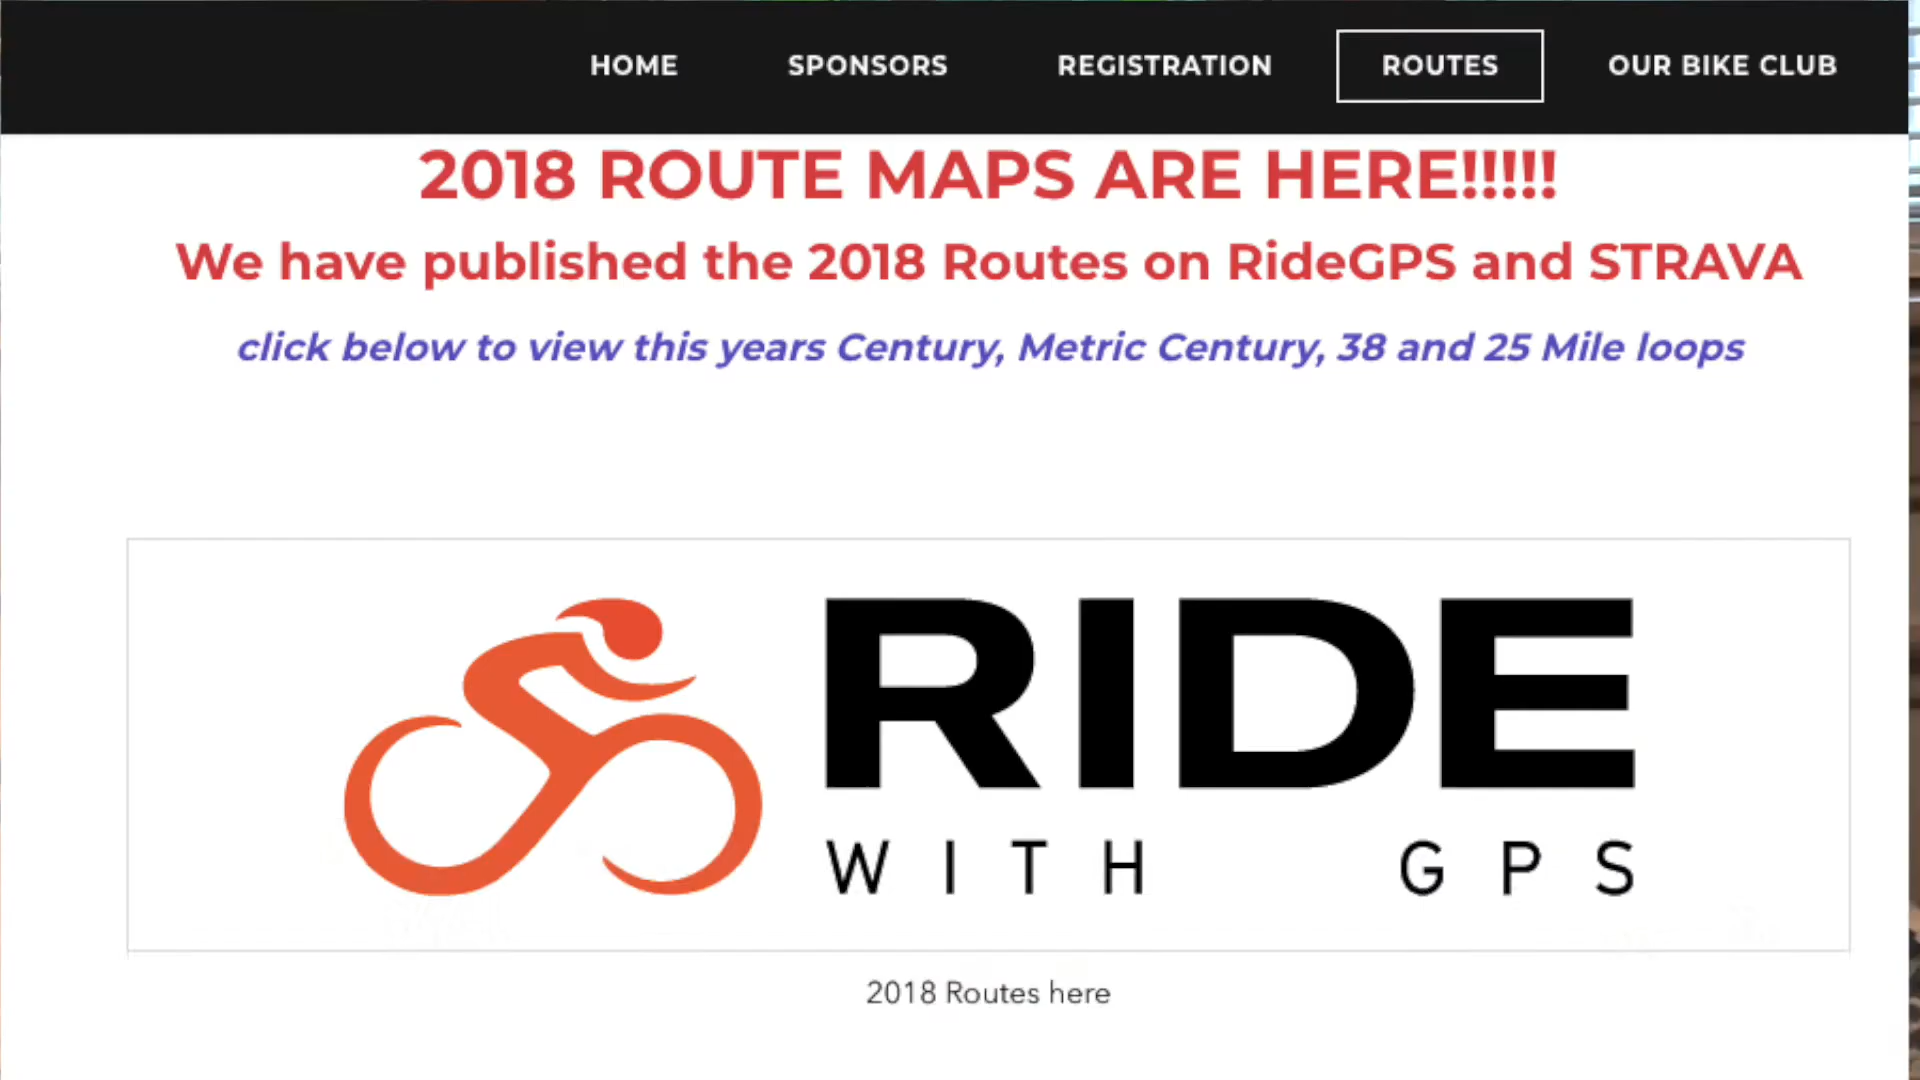 HOME SPONSORS REGISTRATION ROUTES OUR BIKE CLUB
2018 ROUTE MAPS ARE HERE!!!!!
We have published the 2018 Routes on RideGPS and STRAVA
click below to view this years Century, Metric Century, 38 and 25 Mile loops
RIDE
WITH GPS
2018 Routes here